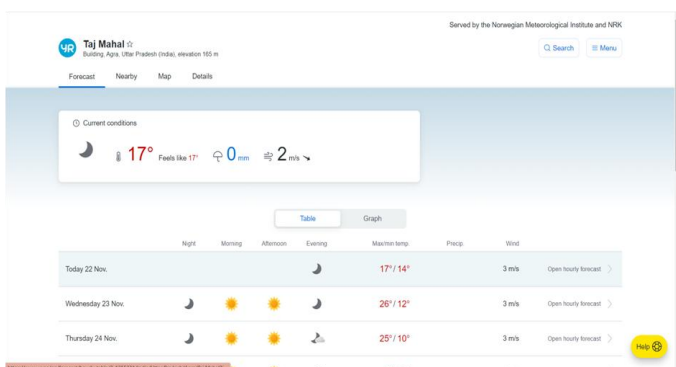 Served by the Norwegian Meteorological Institute and NRK
YR
Taj Mahal ☆
Building, Agra, Uttar Pradesh (India), elevation 165 m
Search
Menu
Forecast Nearby Map Details
Current conditions
17° Feels like 17° 0 mm 2 m/s
Table Graph
Night Morning Afternoon Evening Max/min temp. Precip. Wind
Today 22 Nov. 17°/14° 3 m/s Open hourly forecast
Wednesday 23 Nov. 26°/12° 3 m/s Open hourly forecast
Thursday 24 Nov. 25°/10° 3 m/s Open hourly forecast
Help